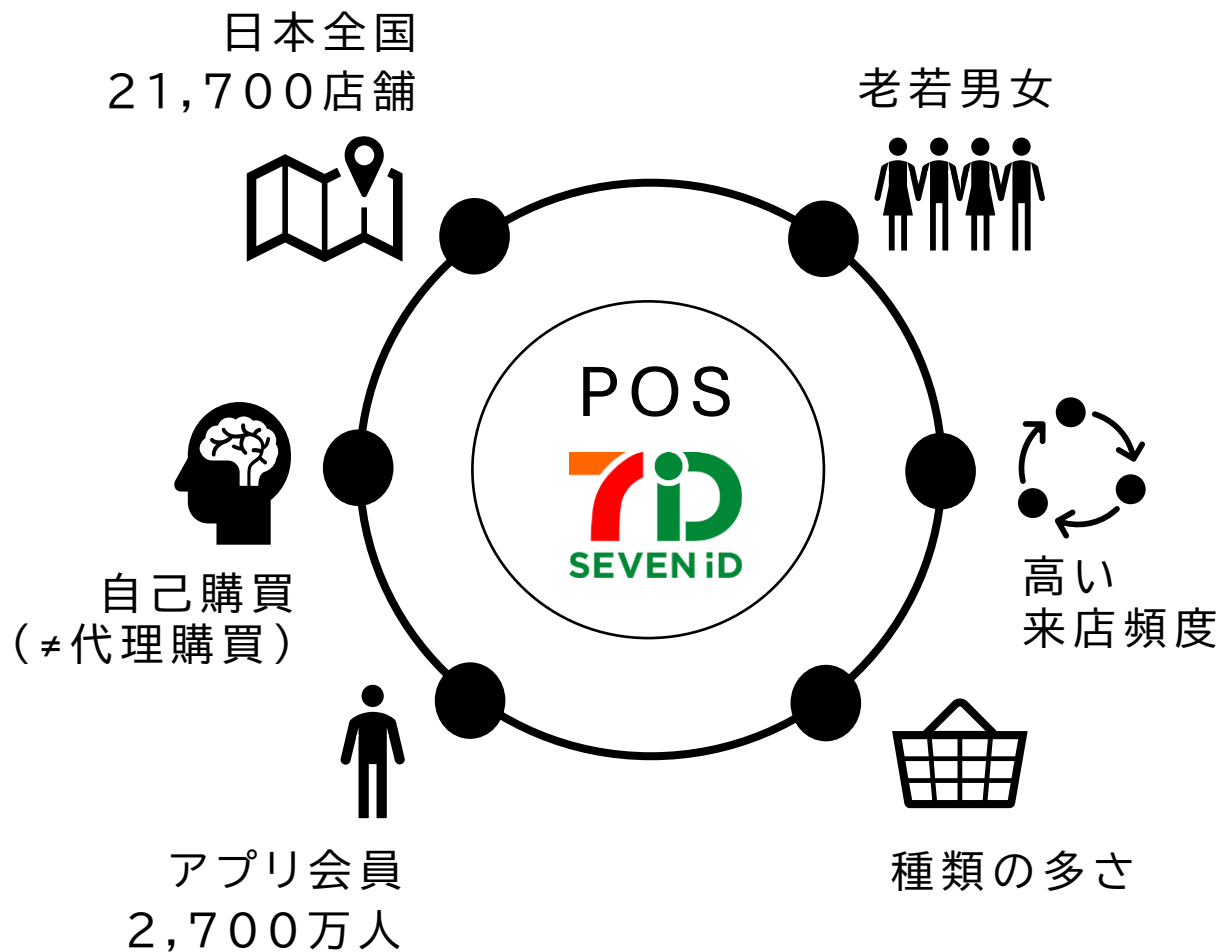 日本全国
21,700店舗
老若男女
POS
7iD
SEVEN iD
自己購買
(≠代理購買)
高い
来店頻度
アプリ会員
2,700万人
種類の多さ